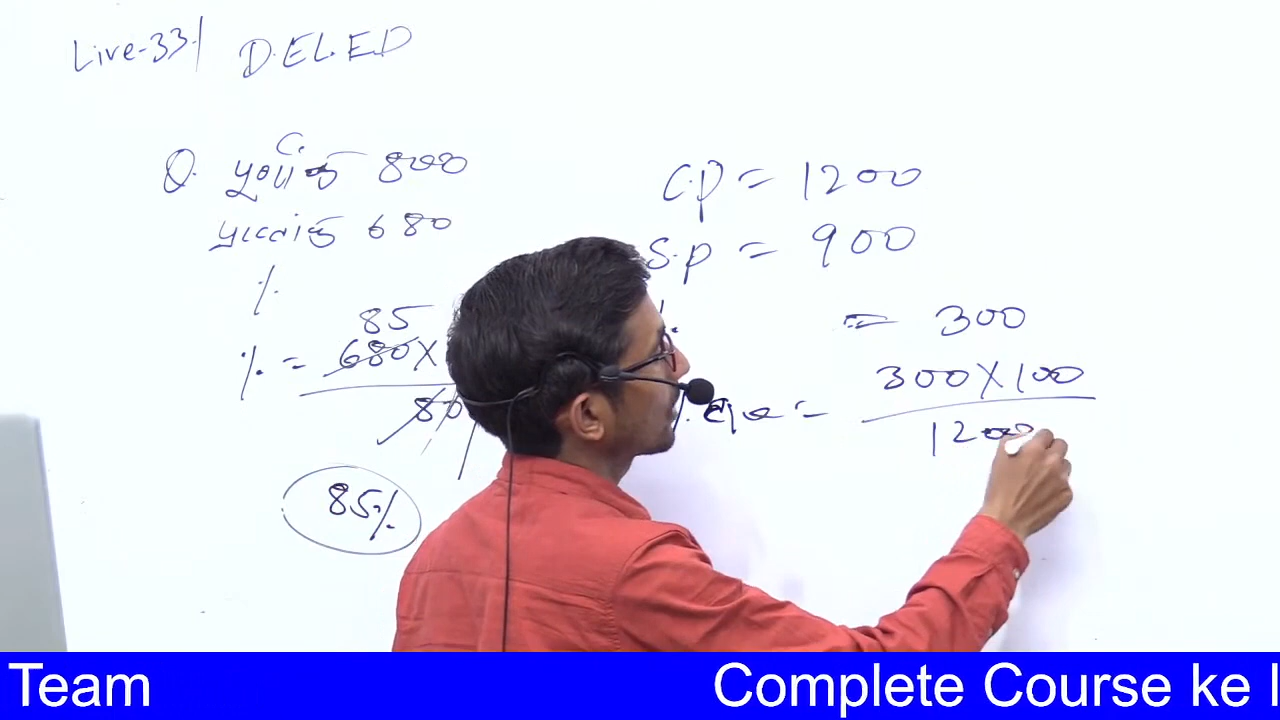 Live-33
D.EL.E.D
Q. पूर्णांक 800
प्राप्तांक 680
%
85
% = 680 X
80
85%
C.P = 1200
S.P = 900
= 300
300 X 100
=
1200
Team
Complete Course ke l